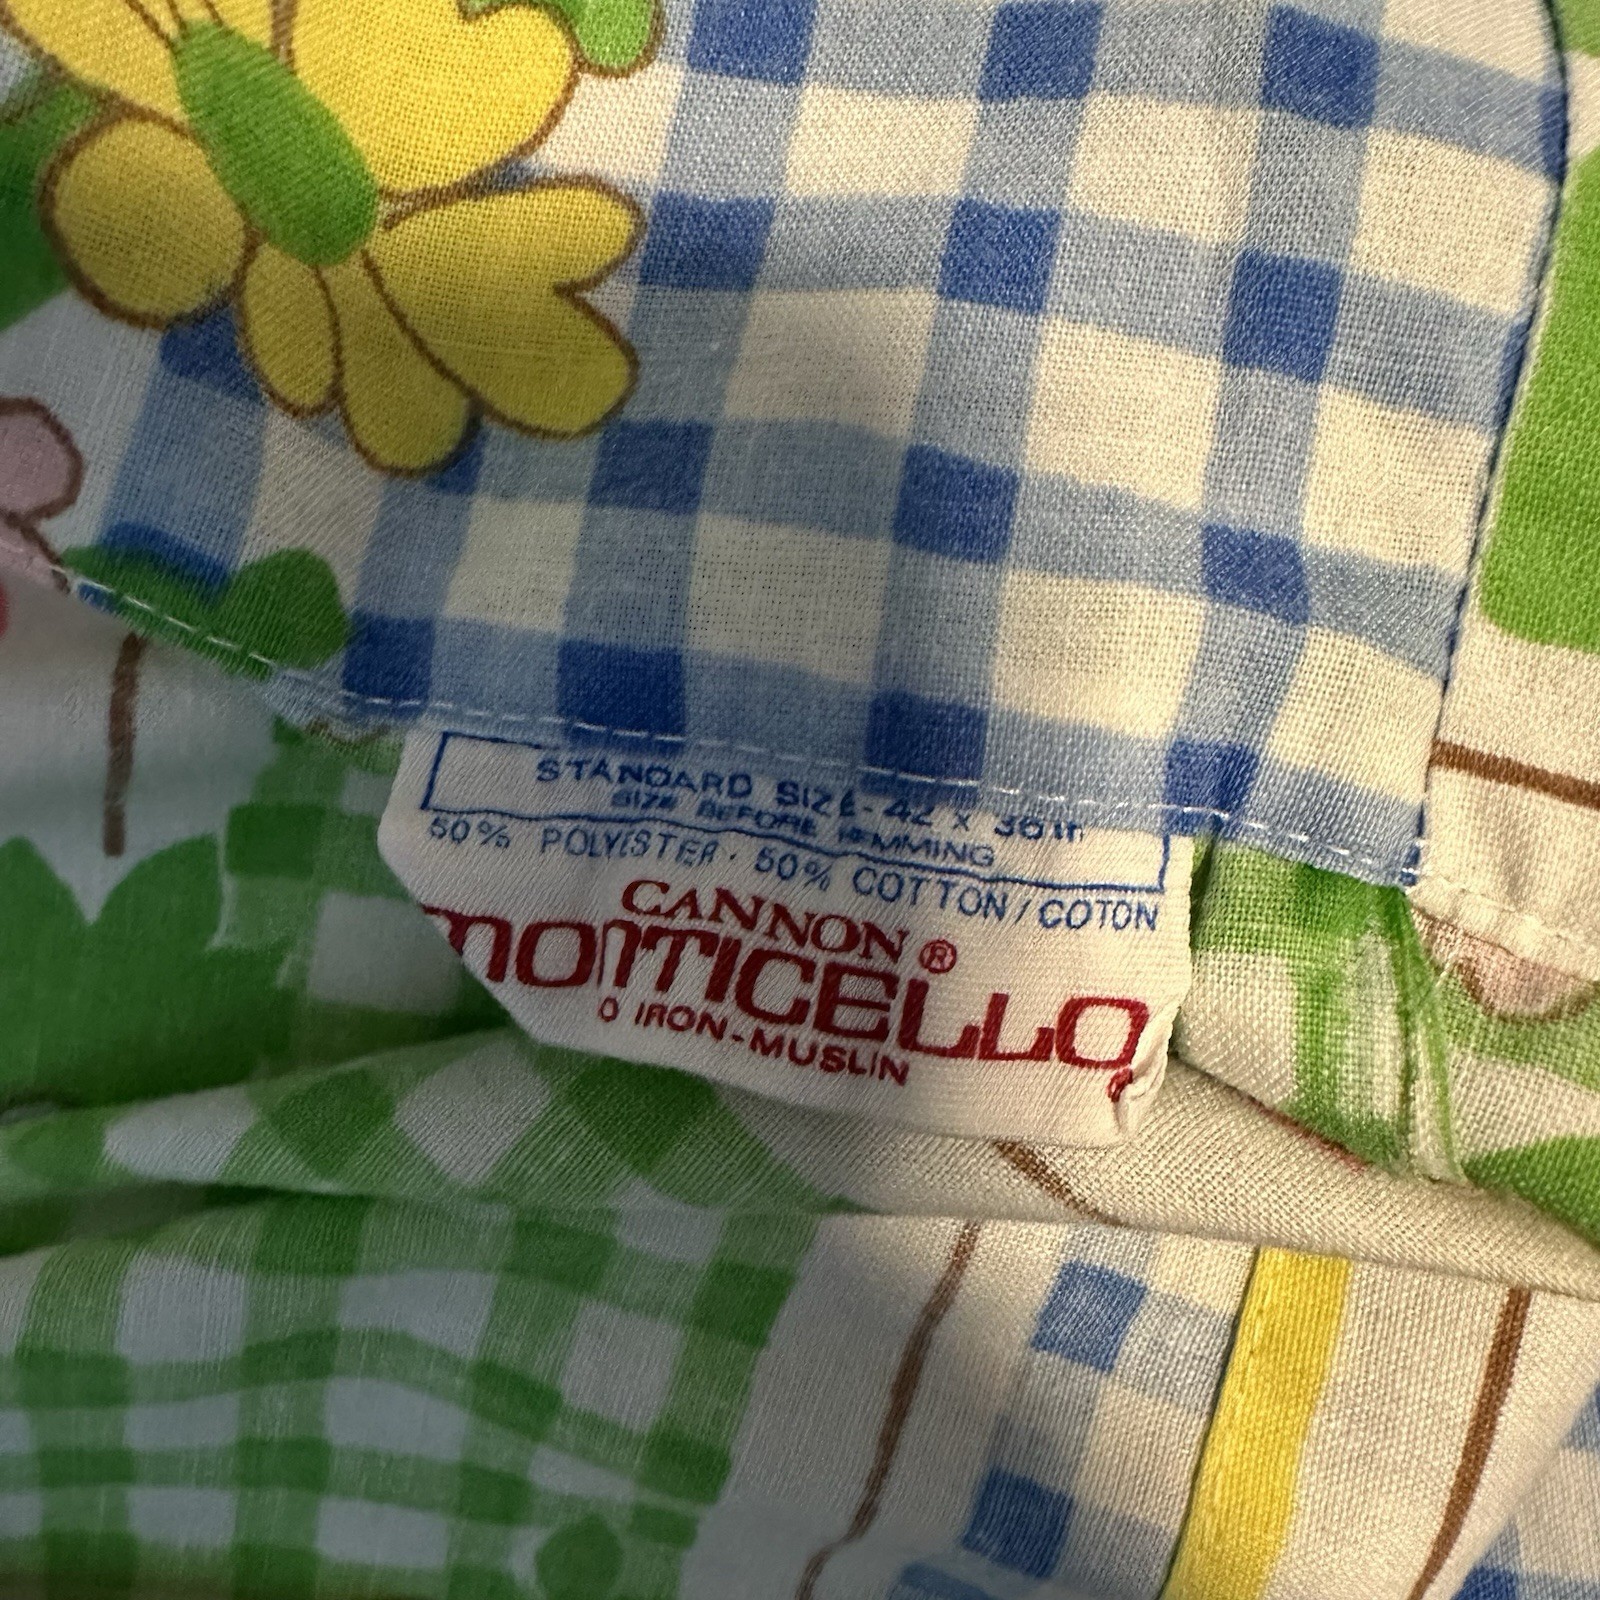 STANDARD SIZE-42 x 36 in
SIZE BEFORE HEMMING
50% POLYESTER · 50% COTTON/COTON
CANNON
MONTICELLO®
O IRON-MUSLIN